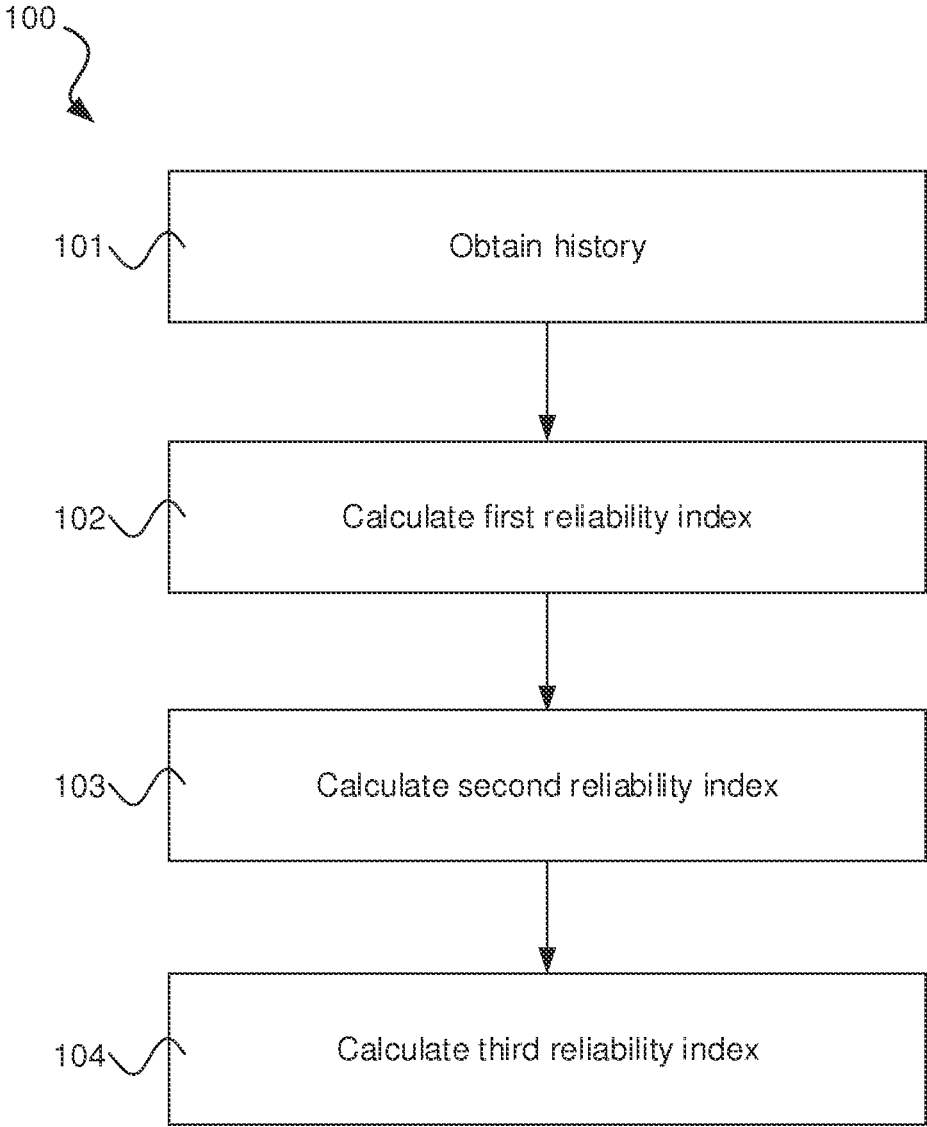 100
101
Obtain history
102
Calculate first reliability index
103
Calculate second reliability index
104
Calculate third reliability index